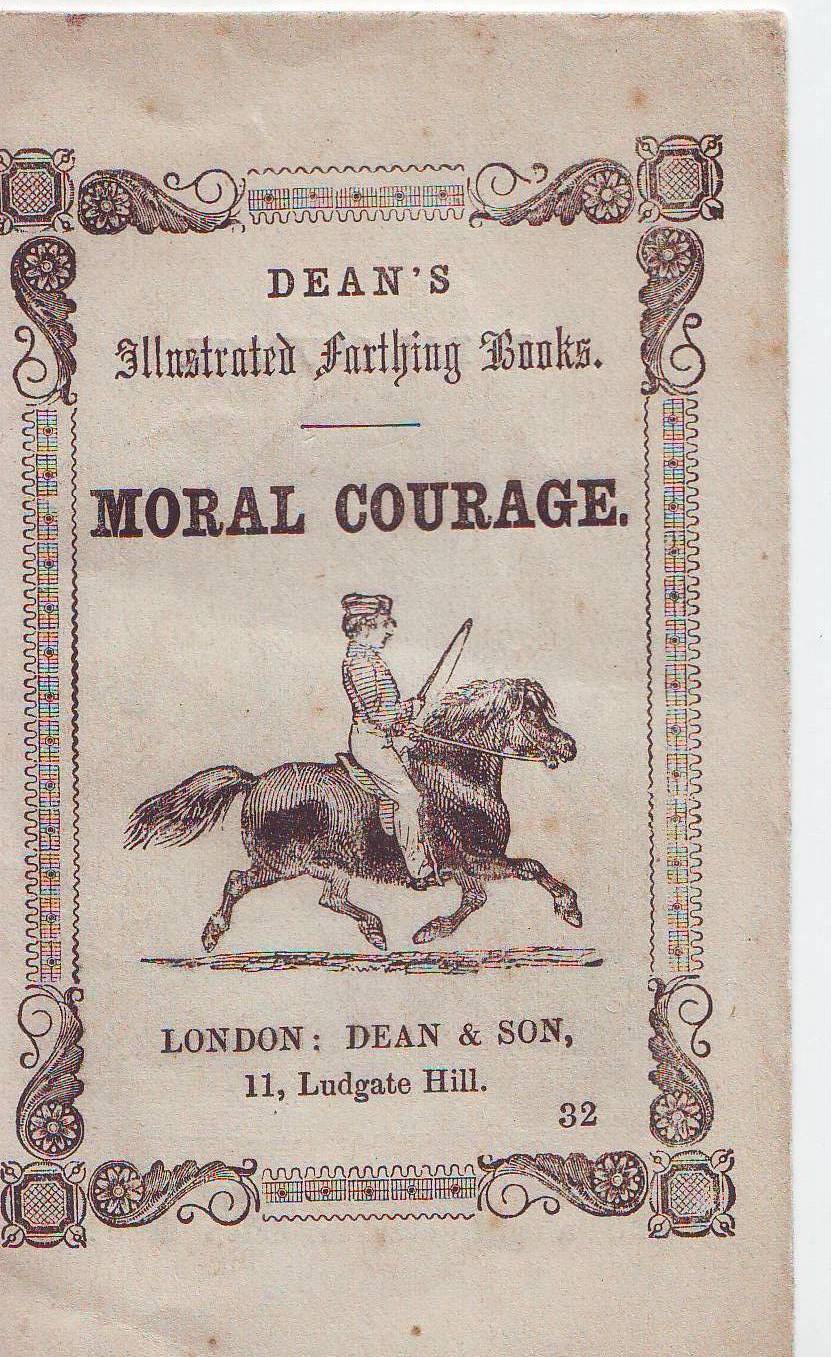 DEAN'S
Illustrated Farthing Books.
MORAL COURAGE.
LONDON: DEAN & SON,
11, Ludgate Hill.
32